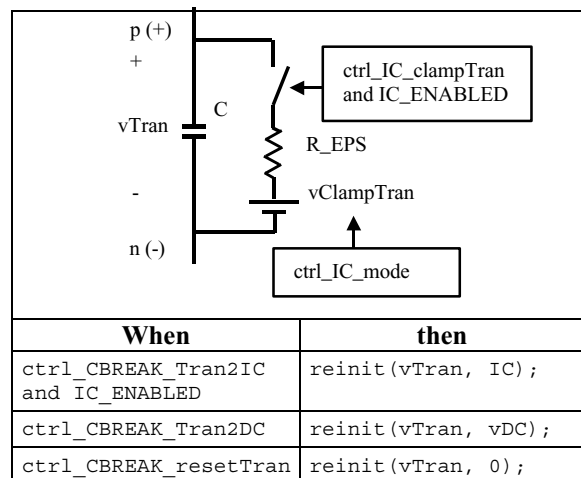 p (+)
+
ctrl_IC_clampTran
and IC_ENABLED
C
vTran
R_EPS
-
vClampTran
n (-)
ctrl_IC_mode
When then
ctrl_CBREAK_Tran2IC reinit(vTran, IC);
and IC_ENABLED
ctrl_CBREAK_Tran2DC reinit(vTran, vDC);
ctrl_CBREAK_resetTran reinit(vTran, 0);